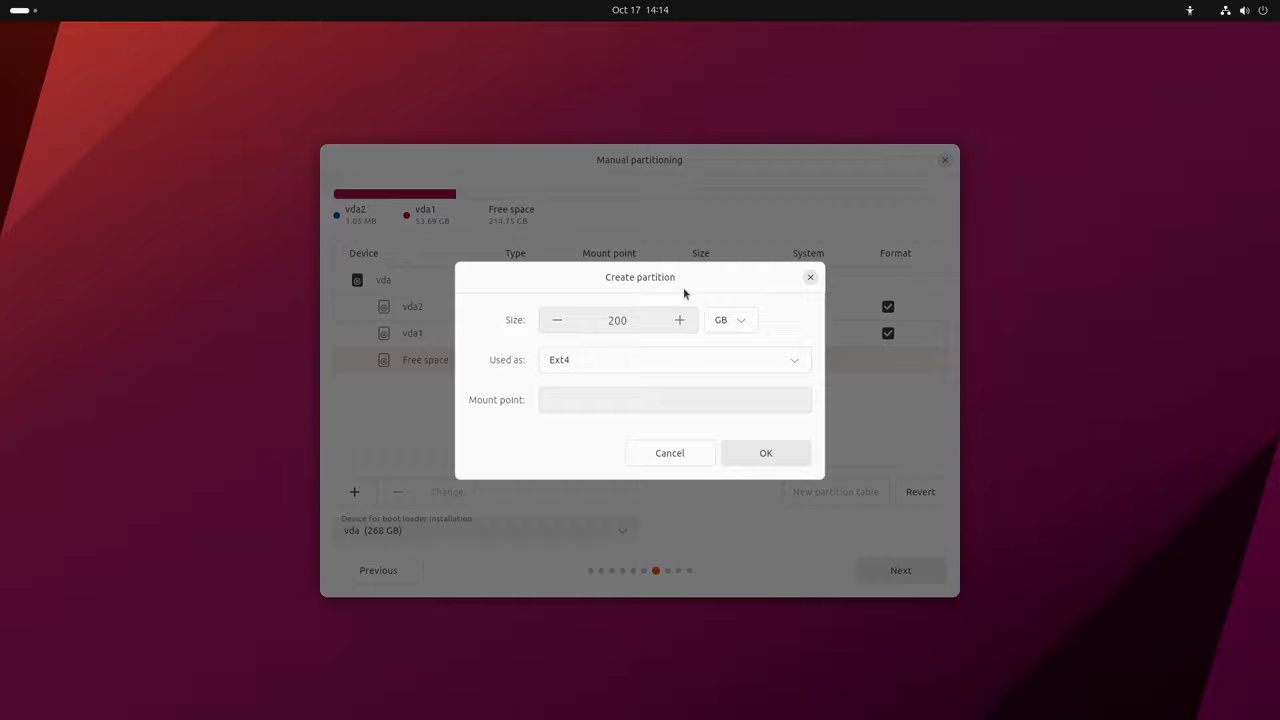 Oct 17 14:14
Manual partitioning
vda2 vda1 Free space
1.05 MB 53.69 GB 214.75 GB
Device Type Mount point Size System Format
vda
vda2
vda1
Free space
Create partition
Size: 200 GB
Used as: Ext4
Mount point:
Cancel OK
Change New partition table Revert
Device for boot loader installation
vda (268 GB)
Previous Next